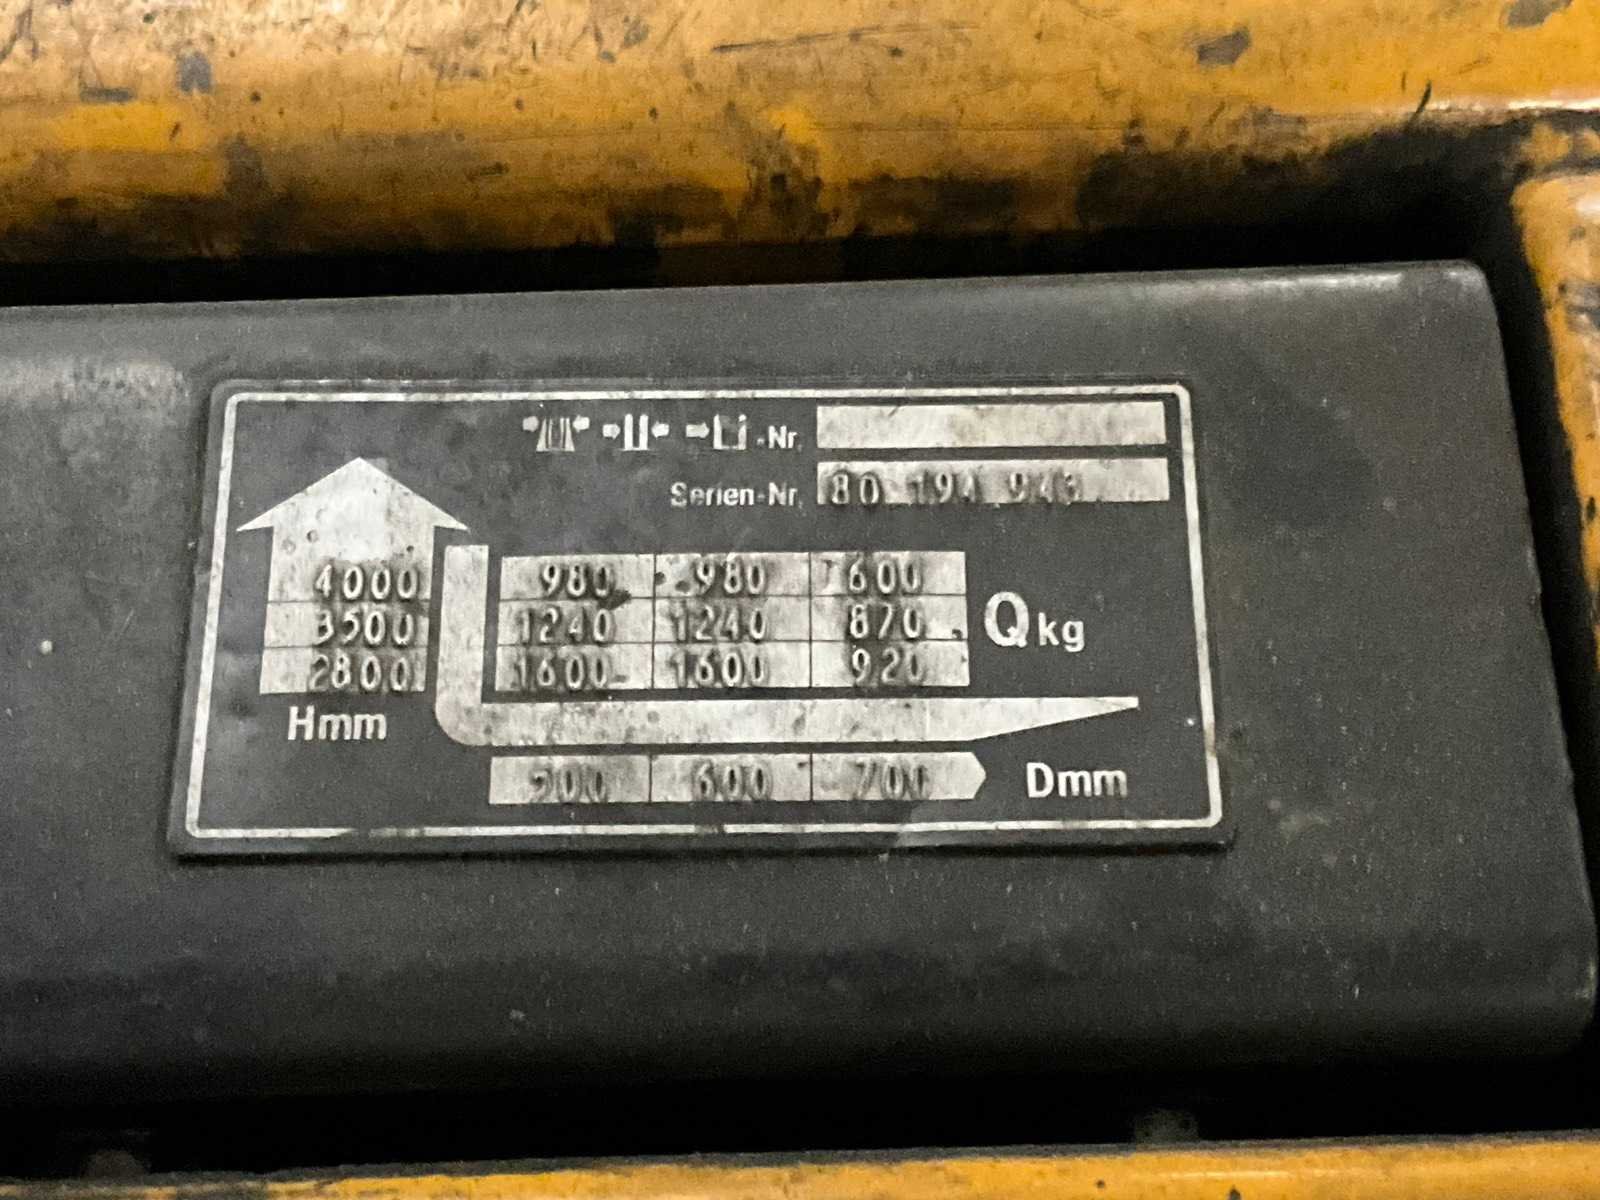 -Nr.
Serien-Nr. 80 194 943
4000 980 980 600
3500 1240 1240 870 Q kg
2800 1600 1600 920
Hmm
500 600 700 Dmm